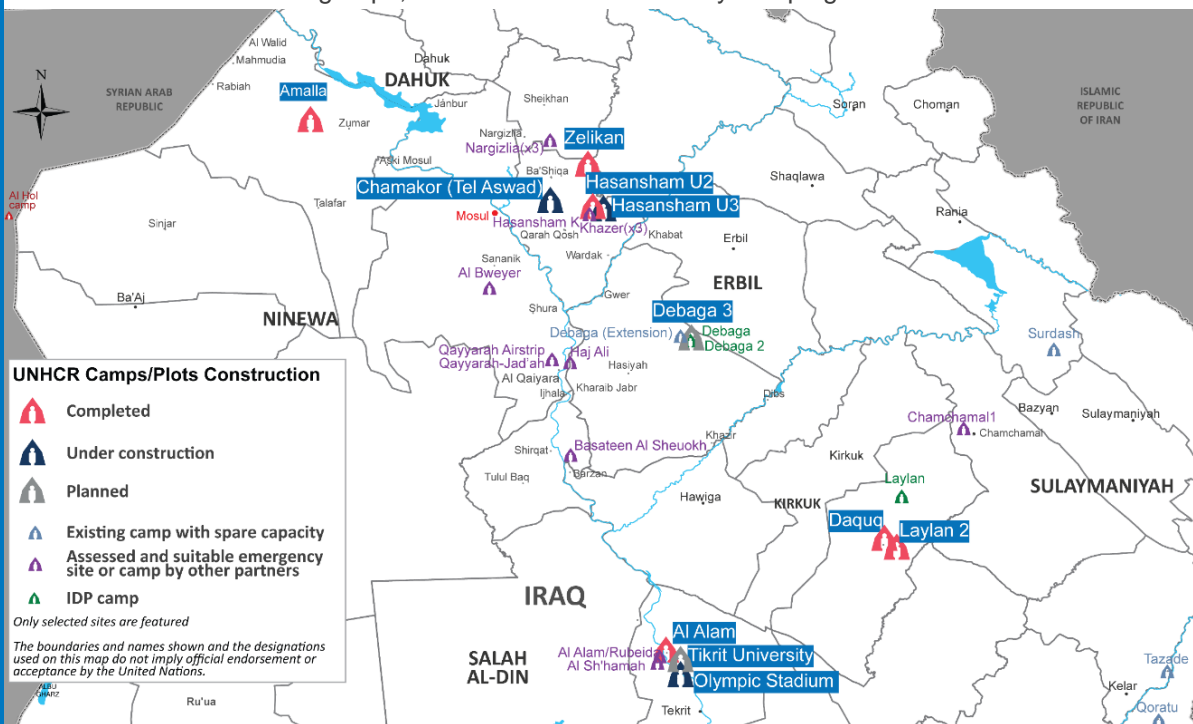 Al Walid
Mahmudia
Rabiah
SYRIAN ARAB
REPUBLIC
N
Amalla
Zumar
Dahuk
DAHUK
Jānbur
Sheikhan
Soran
Choman
ISLAMIC
REPUBLIC
OF IRAN
Nargizlia
Nargizlia(x3)
Zelikan
Aski Mosul
Ba'Shiqa
Hasansham U2
Chamakor (Tel Aswad)
Hasansham U3
Shaqlawa
Al Hol
camp
Talafar
Sinjar
Mosul
Hasansham K
Khazer(x3)
Rania
Qarah Qosh
Khabat
Erbil
Wardak
Sananik
Al Bweyer
ERBIL
Ba'Aj
Gwer
Shura
NINEWA
Debaga 3
Debaga (Extension)
Debaga
Debaga 2
Surdash
Qayyarah Airstrip
Qayyarah-Jad'ah
Haj Ali
Hasiyah
Al Qaiyara
Ijhala
Kharaib Jabr
Dibs
Bazyan
Sulaymaniyah
Chamchamal1
Chamchamal
Khazir
Basateen Al Sheuokh
Shirqat
Barzan
Tulul Baq
Kirkuk
Laylan
Hawiga
KIRKUK
SULAYMANIYAH
Daquq
Laylan 2
IRAQ
Al Alam
Al Alam/Rubeida
Al Sh'hamah
Tikrit University
Olympic Stadium
SALAH
AL-DIN
Tekrit
Tazade
Kelar
Qoratu
UNHCR Camps/Plots Construction
Completed
Under construction
Planned
Existing camp with spare capacity
Assessed and suitable emergency
site or camp by other partners
IDP camp
Only selected sites are featured
The boundaries and names shown and the designations
used on this map do not imply official endorsement or
acceptance by the United Nations.
ALBU
GHARZ
Ru'ua